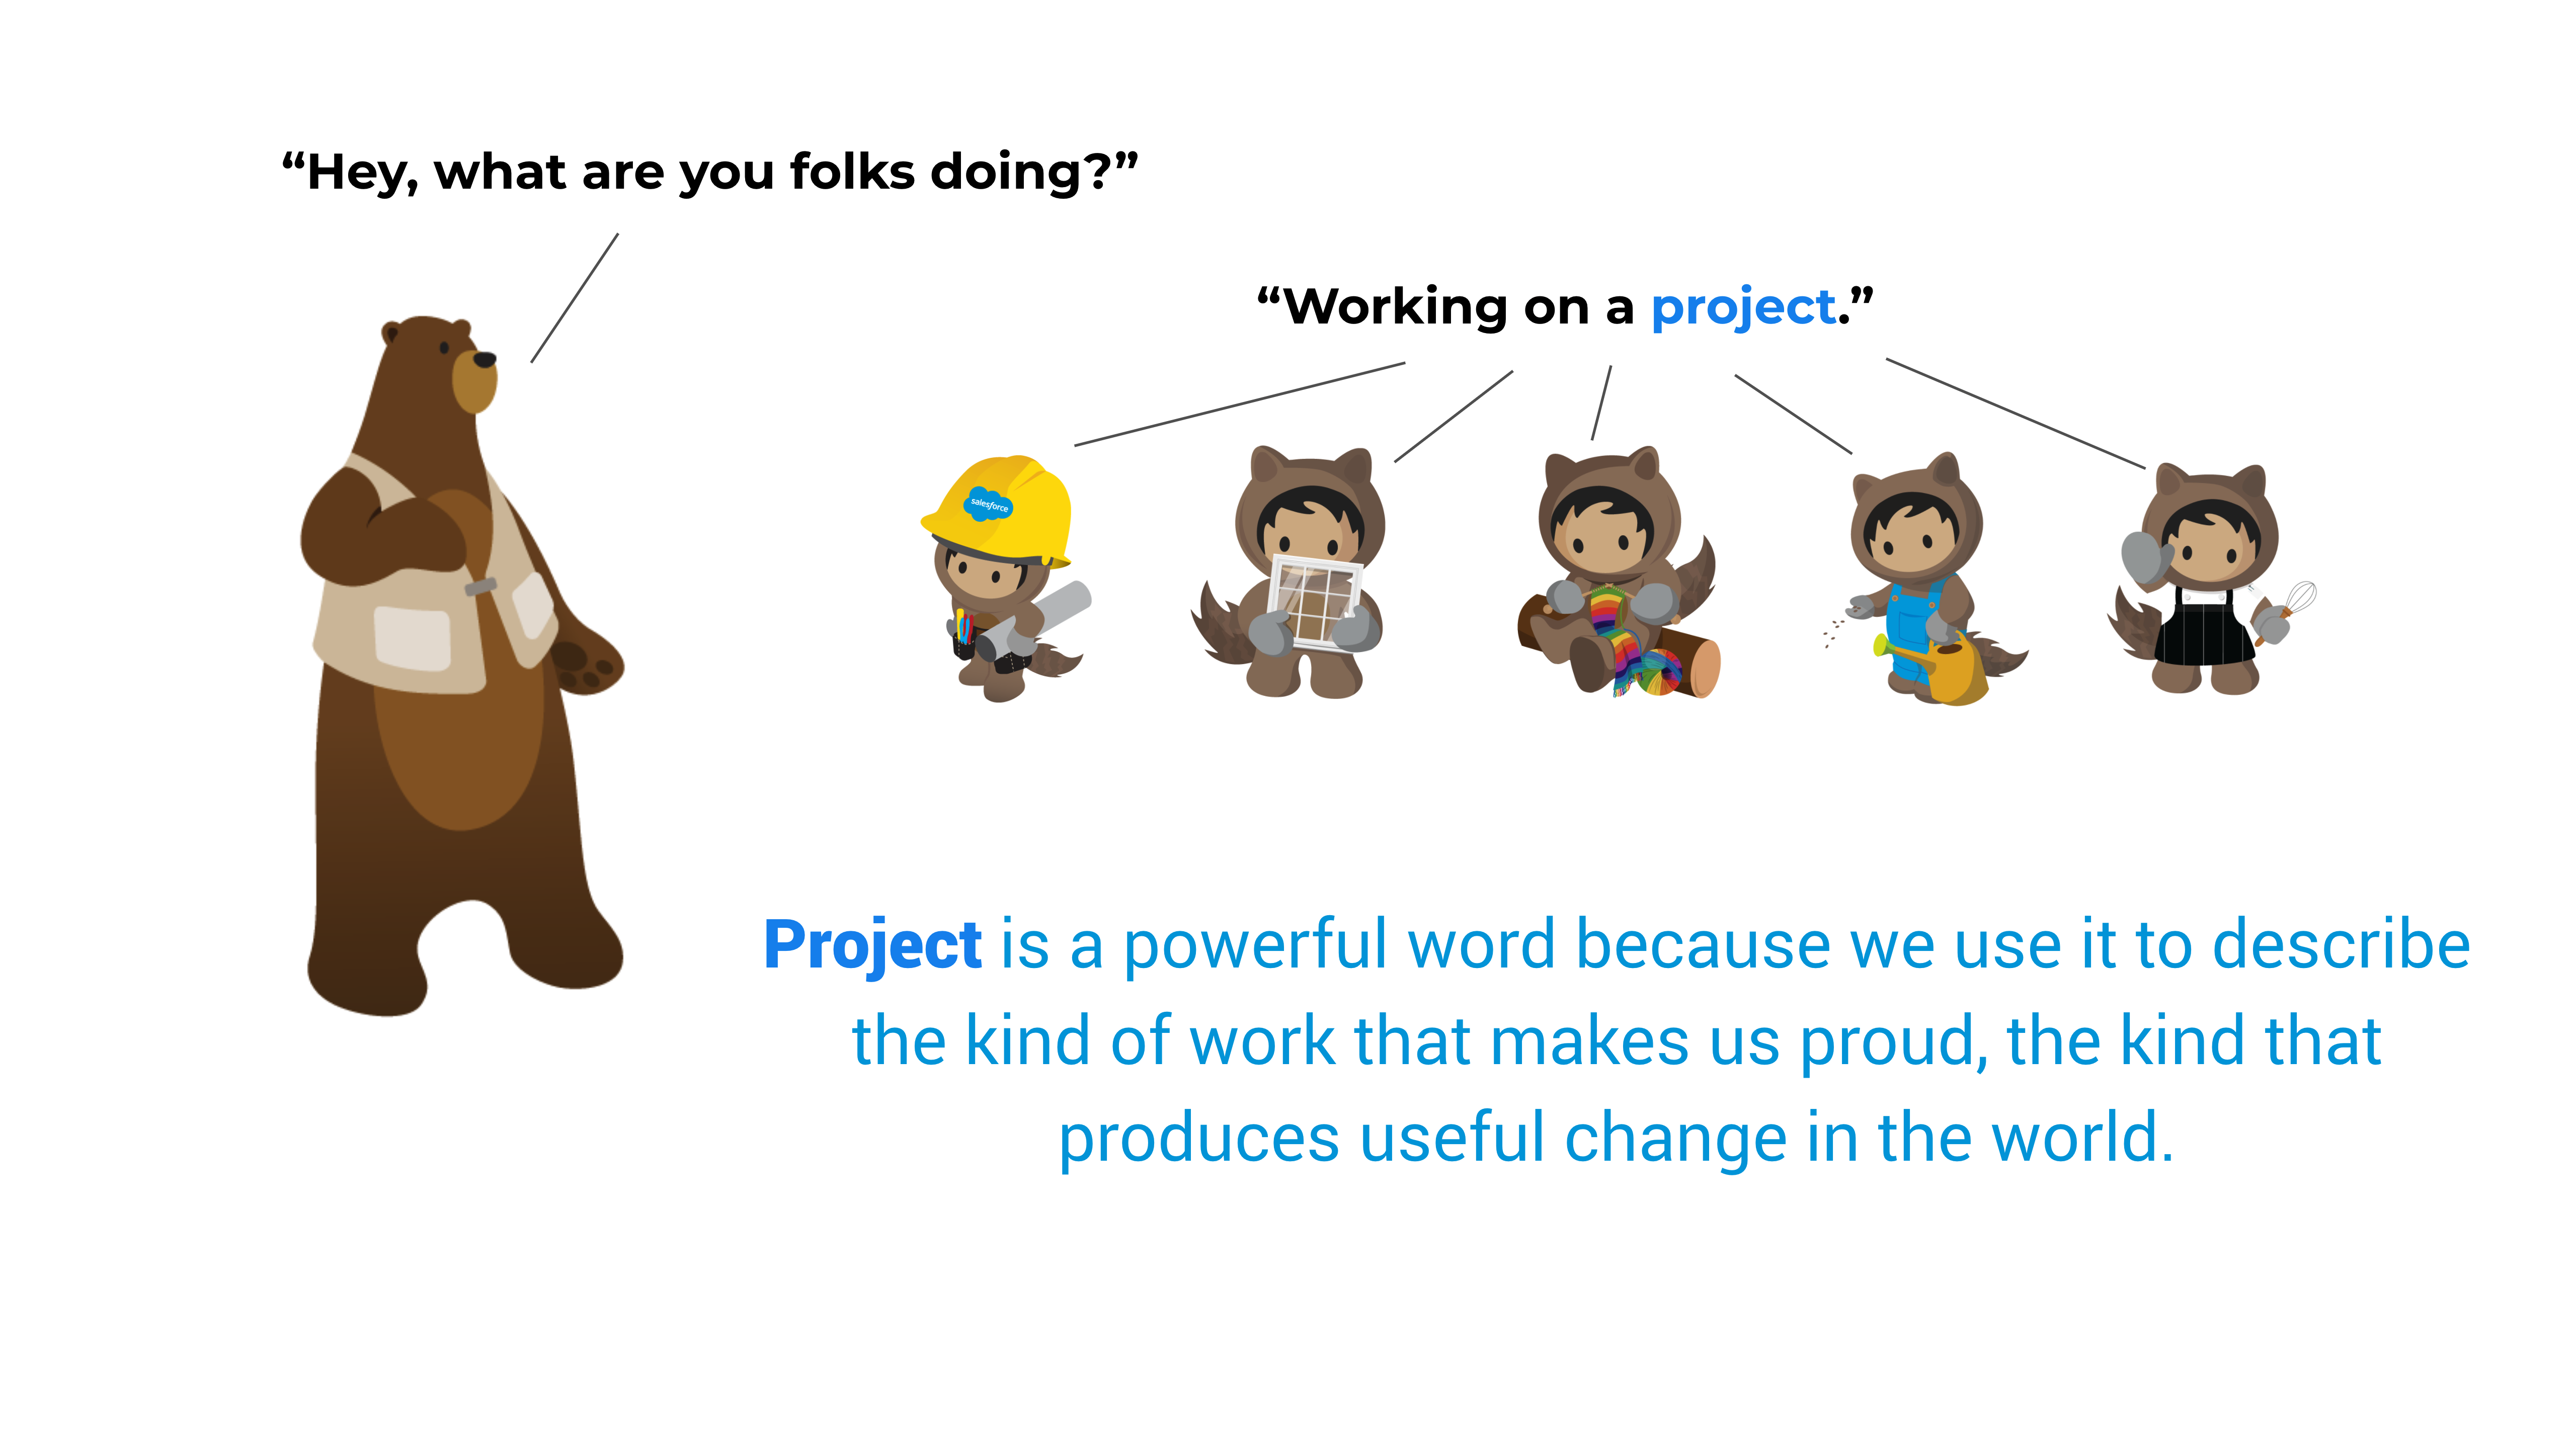 “Hey, what are you folks doing?”
“Working on a project.”
salesforce
Project is a powerful word because we use it to describe
the kind of work that makes us proud, the kind that
produces useful change in the world.